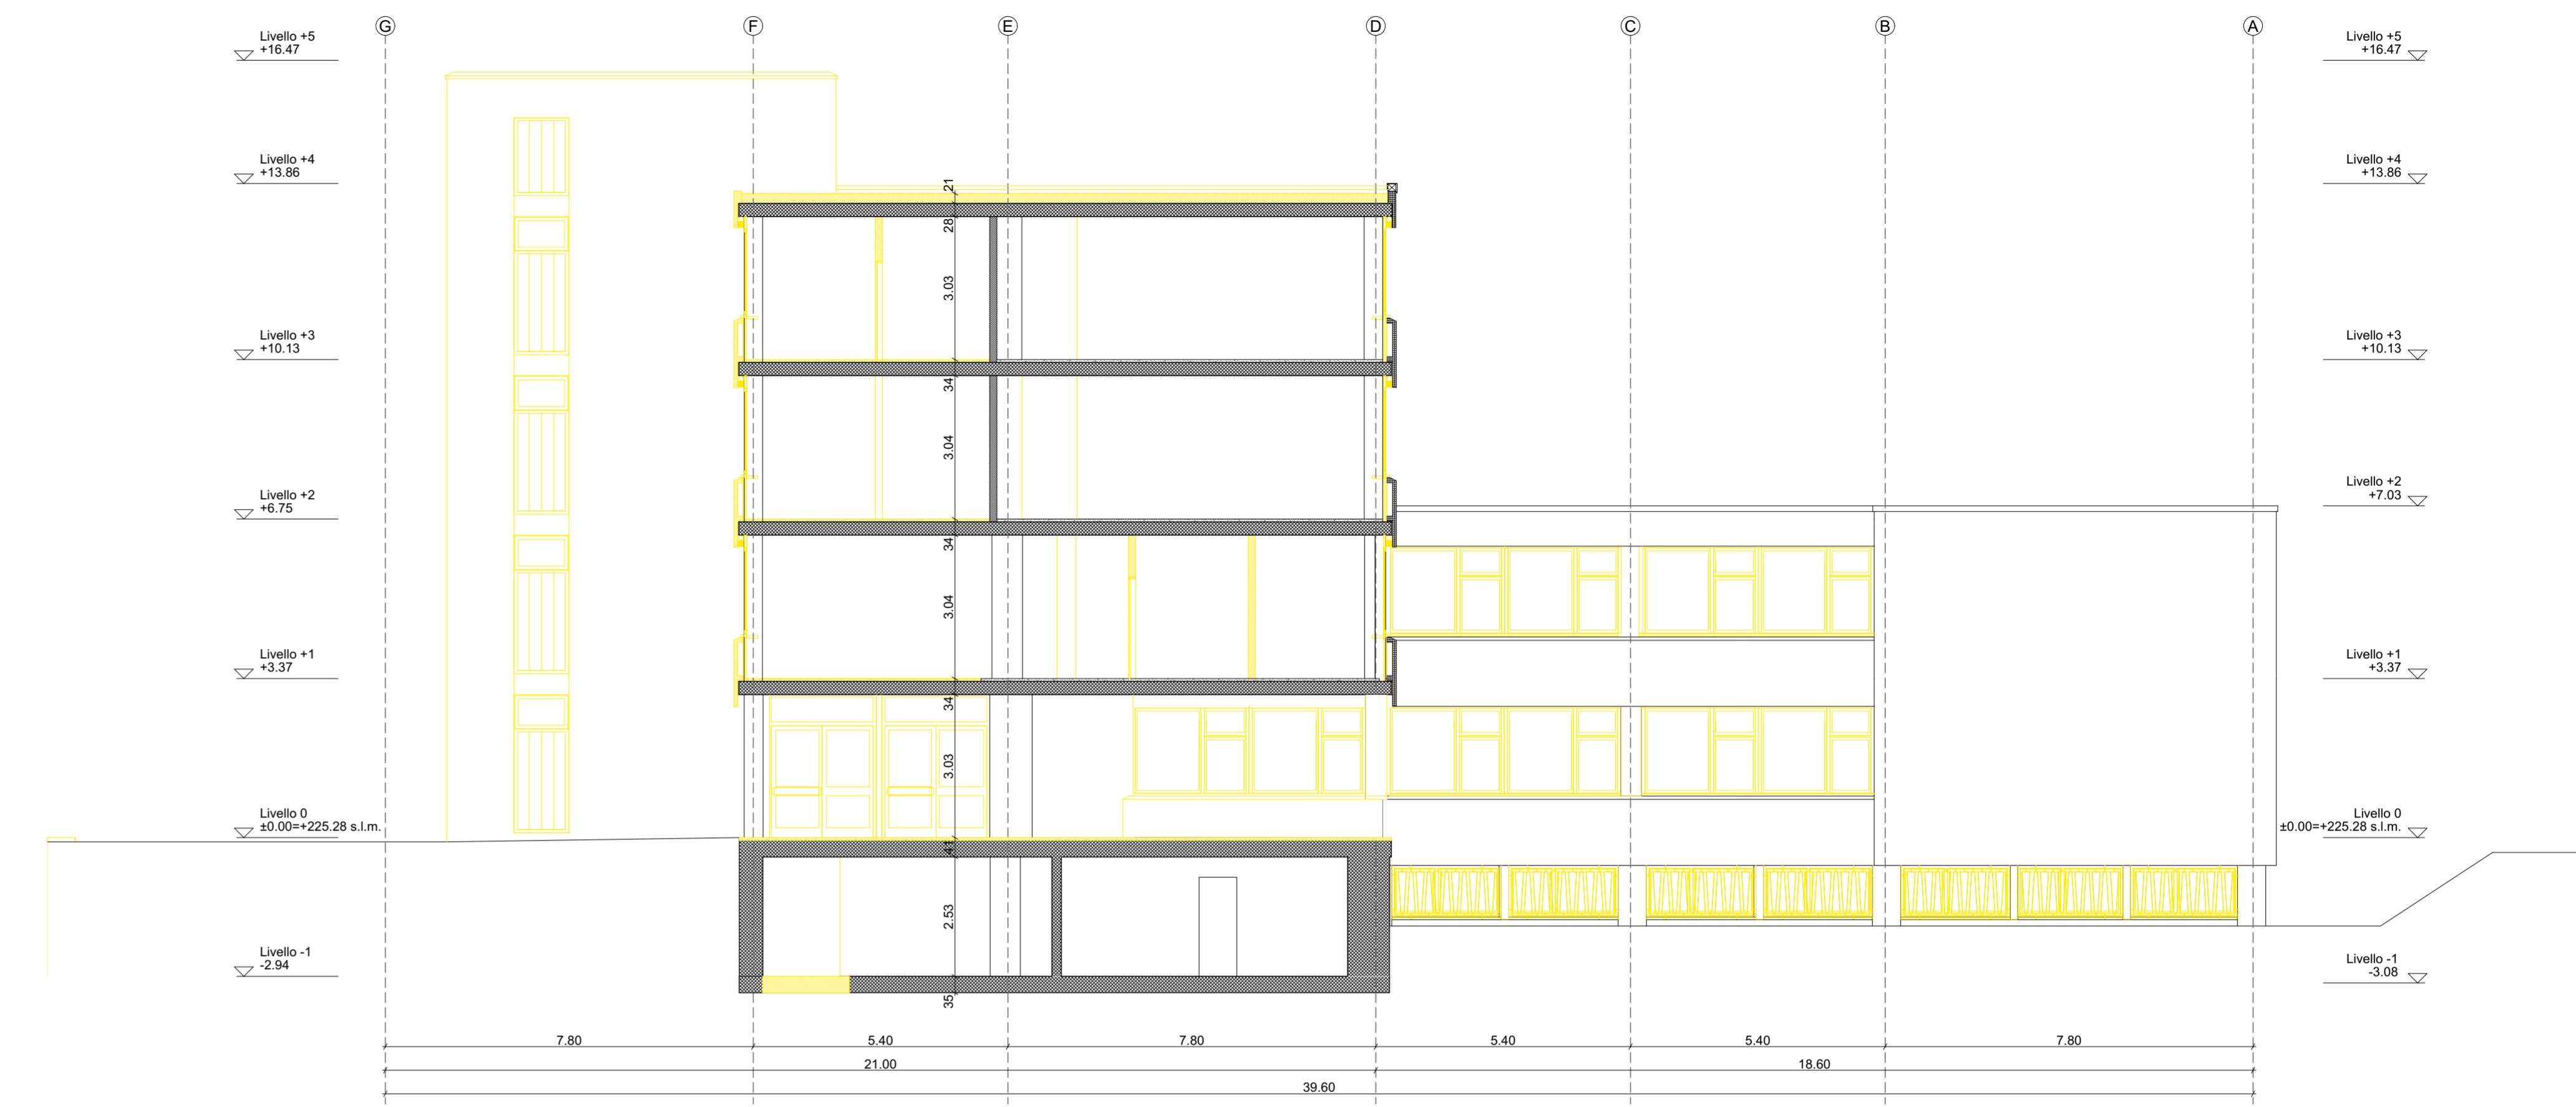 G
F
E
D
C
B
A
Livello +5
+16.47
Livello +5
+16.47
Livello +4
+13.86
Livello +4
+13.86
21
28
3.03
Livello +3
+10.13
Livello +3
+10.13
34
3.04
Livello +2
+6.75
Livello +2
+7.03
34
3.04
Livello +1
+3.37
Livello +1
+3.37
34
3.03
Livello 0
±0.00=+225.28 s.l.m.
Livello 0
±0.00=+225.28 s.l.m.
41
2.53
Livello -1
-2.94
Livello -1
-3.08
35
7.80
5.40
7.80
5.40
5.40
7.80
21.00
18.60
39.60